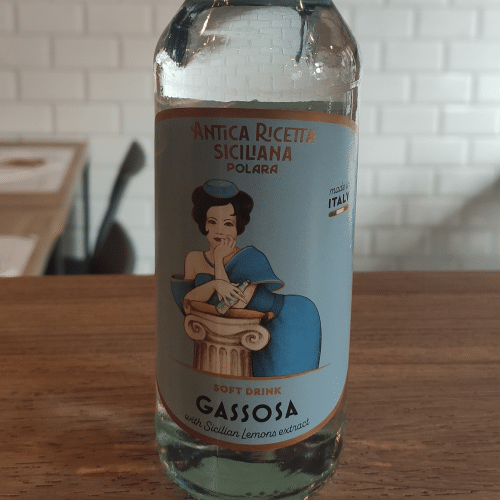 ANTICA RICETTA
SICILIANA
POLARA
made in
ITALY
SOFT DRINK
GASSOSA
with Sicilian Lemons extract